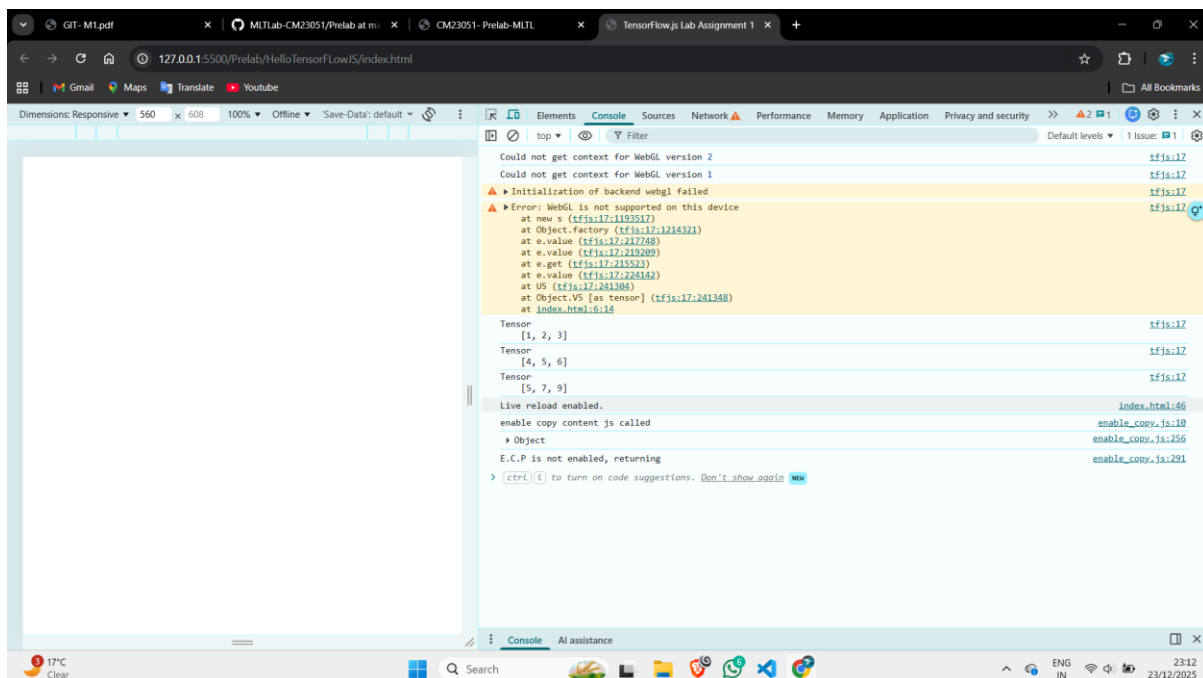 GIT- M1.pdf
MLTLab-CM23051/Prelab at ma
CM23051- Prelab-MLTL
TensorFlow.js Lab Assignment 1
127.0.0.1:5500/Prelab/HelloTensorFLowJS/index.html
Gmail Maps Translate Youtube All Bookmarks
Dimensions: Responsive 560 x 608 100% Offline 'Save-Data': default
Elements Console Sources Network Performance Memory Application Privacy and security 2 1
top Filter Default levels 1 Issue: 1
Could not get context for WebGL version 2 tfjs:17
Could not get context for WebGL version 1 tfjs:17
Initialization of backend webgl failed tfjs:17
Error: WebGL is not supported on this device tfjs:17
at new s (tfjs:17:1193517)
at Object.factory (tfjs:17:1214321)
at e.value (tfjs:17:217748)
at e.value (tfjs:17:219209)
at e.get (tfjs:17:215523)
at e.value (tfjs:17:224142)
at U5 (tfjs:17:241304)
at Object.V5 [as tensor] (tfjs:17:241348)
at index.html:6:14
Tensor tfjs:17
[1, 2, 3]
Tensor tfjs:17
[4, 5, 6]
Tensor tfjs:17
[5, 7, 9]
Live reload enabled. index.html:46
enable copy content js called enable_copy.js:10
Object enable_copy.js:256
E.C.P is not enabled, returning enable_copy.js:291
ctrl i to turn on code suggestions. Don't show again NEW
Console AI assistance
3 17°C
Clear
Search
6
ENG
IN
23:12
23/12/2025